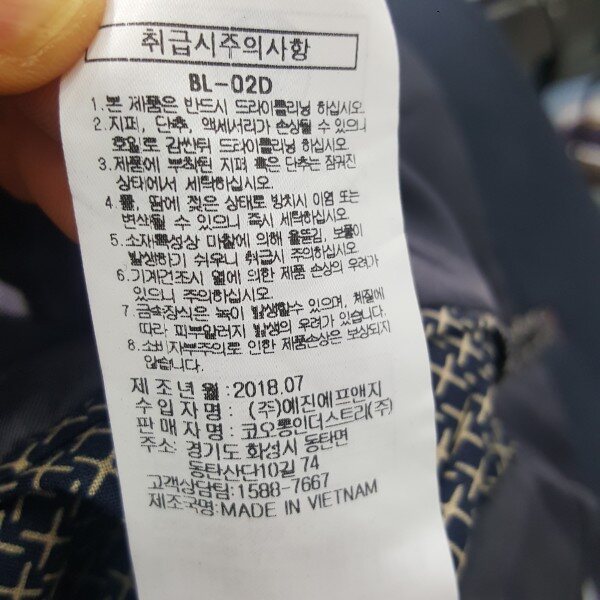 취급시주의사항
BL-02D
1.본 제품은 반드시 드라이클리닝 하십시오.
2.지퍼, 단추, 액세서리가 손상될 수 있으니
호일로 감싼뒤 드라이클리닝 하십시오.
3.제품에 부착된 지퍼 혹은 단추는 잠궈진
상태에서 세탁하십시오.
4.물, 땀에 젖은 상태로 방치시 이염 또는
변색될 수 있으니 즉시 세탁하십시오.
5.소재특성상 마찰에 의해 올뜯김, 보풀이
발생하기 쉬우니 취급시 주의하십시오
6.기계건조시 열에 의한 제품 손상의 우려가
있으니 주의하십시오.
7.금속장식은 녹이 발생할수 있으며, 체질에
따라 피부알러지 발생의 우려가 있습니다.
8.소비자부주의로 인한 제품손상은 보상되지
않습니다.
제조년월:2018.07
수입자명: (주)에진에프앤지
판매자명: 코오롱인더스트리(주)
주소: 경기도 화성시 동탄면
동탄산단10길 74
고객상담팀:1588-7667
제조국명:MADE IN VIETNAM